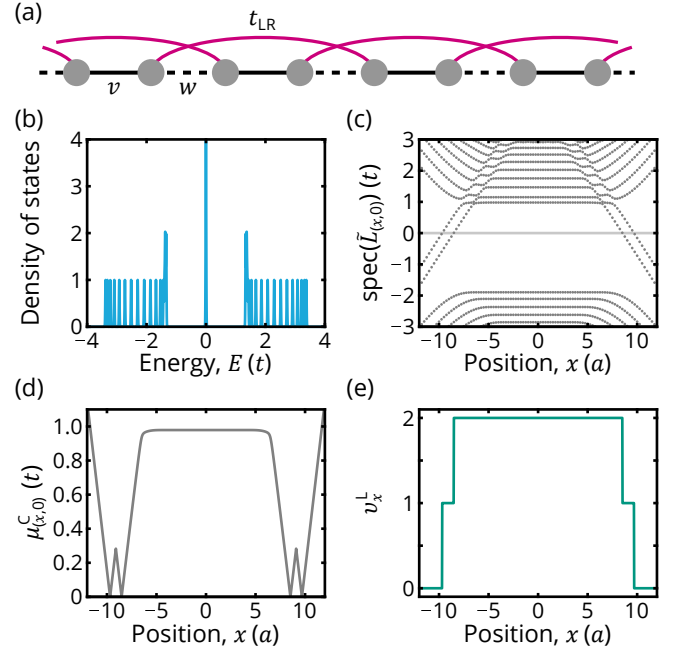 (a)
t_LR
v
w
(b)
(c)
Density of states
4
3
2
1
0
−4
−2
0
2
4
Energy, E (t)
spec(L̃_(x,0)) (t)
3
2
1
0
−1
−2
−3
−10
−5
0
5
10
Position, x (a)
(d)
(e)
μ^C_(x,0) (t)
1.0
0.8
0.6
0.4
0.2
0
−10
−5
0
5
10
Position, x (a)
ν^L_x
2
1
0
−10
−5
0
5
10
Position, x (a)